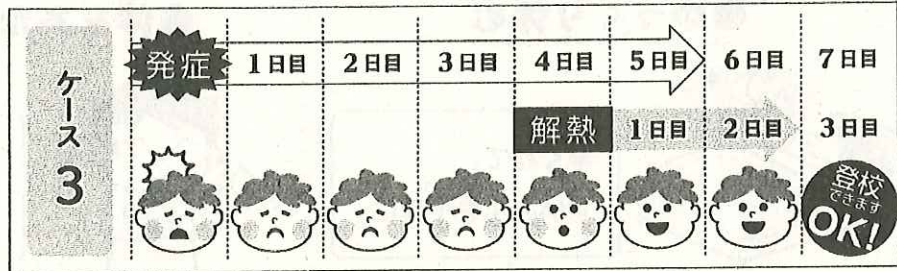 ケース3
発症 1日目 2日目 3日目 4日目 5日目 6日目 7日目
解熱 1日目 2日目 3日目
登校
できます
OK!